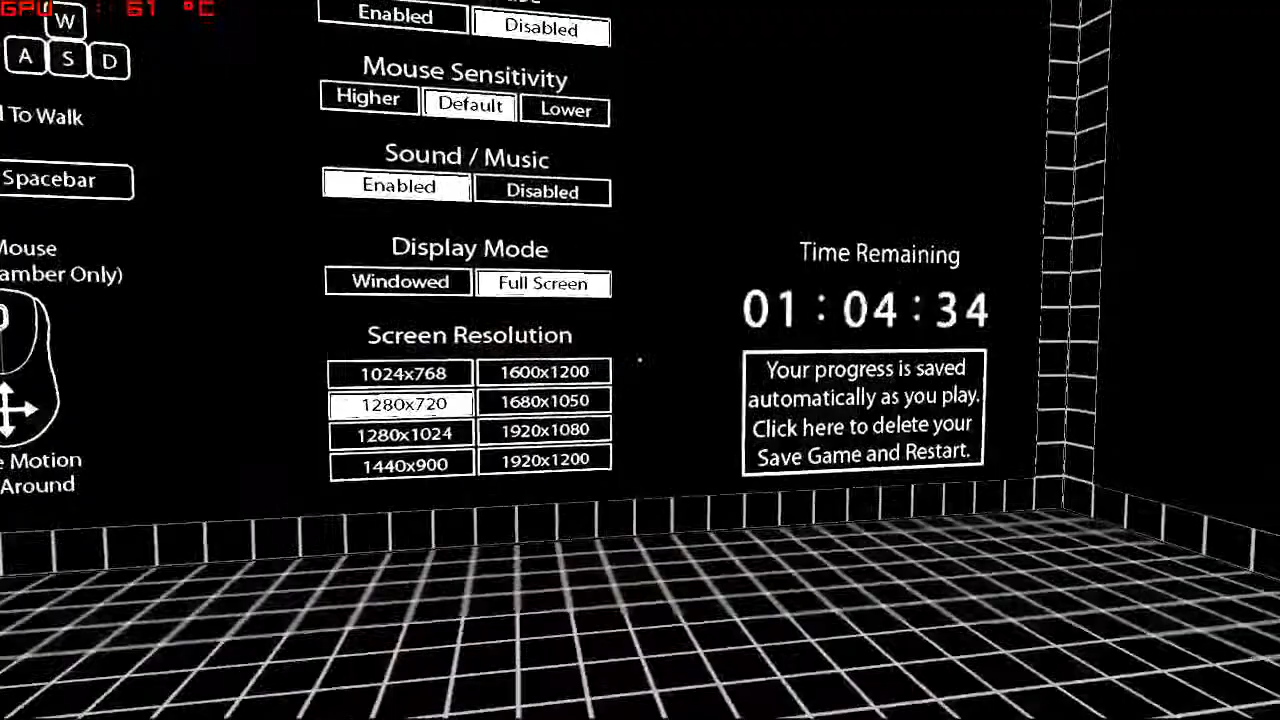 GPU : 61 °C
W
A S D
To Walk
Spacebar
Mouse
amber Only)
Motion
Around
Enabled Disabled
Mouse Sensitivity
Higher Default Lower
Sound / Music
Enabled Disabled
Display Mode
Windowed Full Screen
Screen Resolution
1024x768 1600x1200
1280x720 1680x1050
1280x1024 1920x1080
1440x900 1920x1200
Time Remaining
01 : 04 : 34
Your progress is saved
automatically as you play.
Click here to delete your
Save Game and Restart.